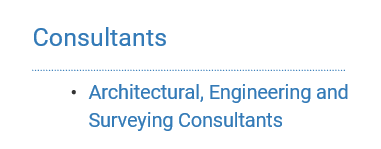 Consultants
• Architectural, Engineering and
Surveying Consultants